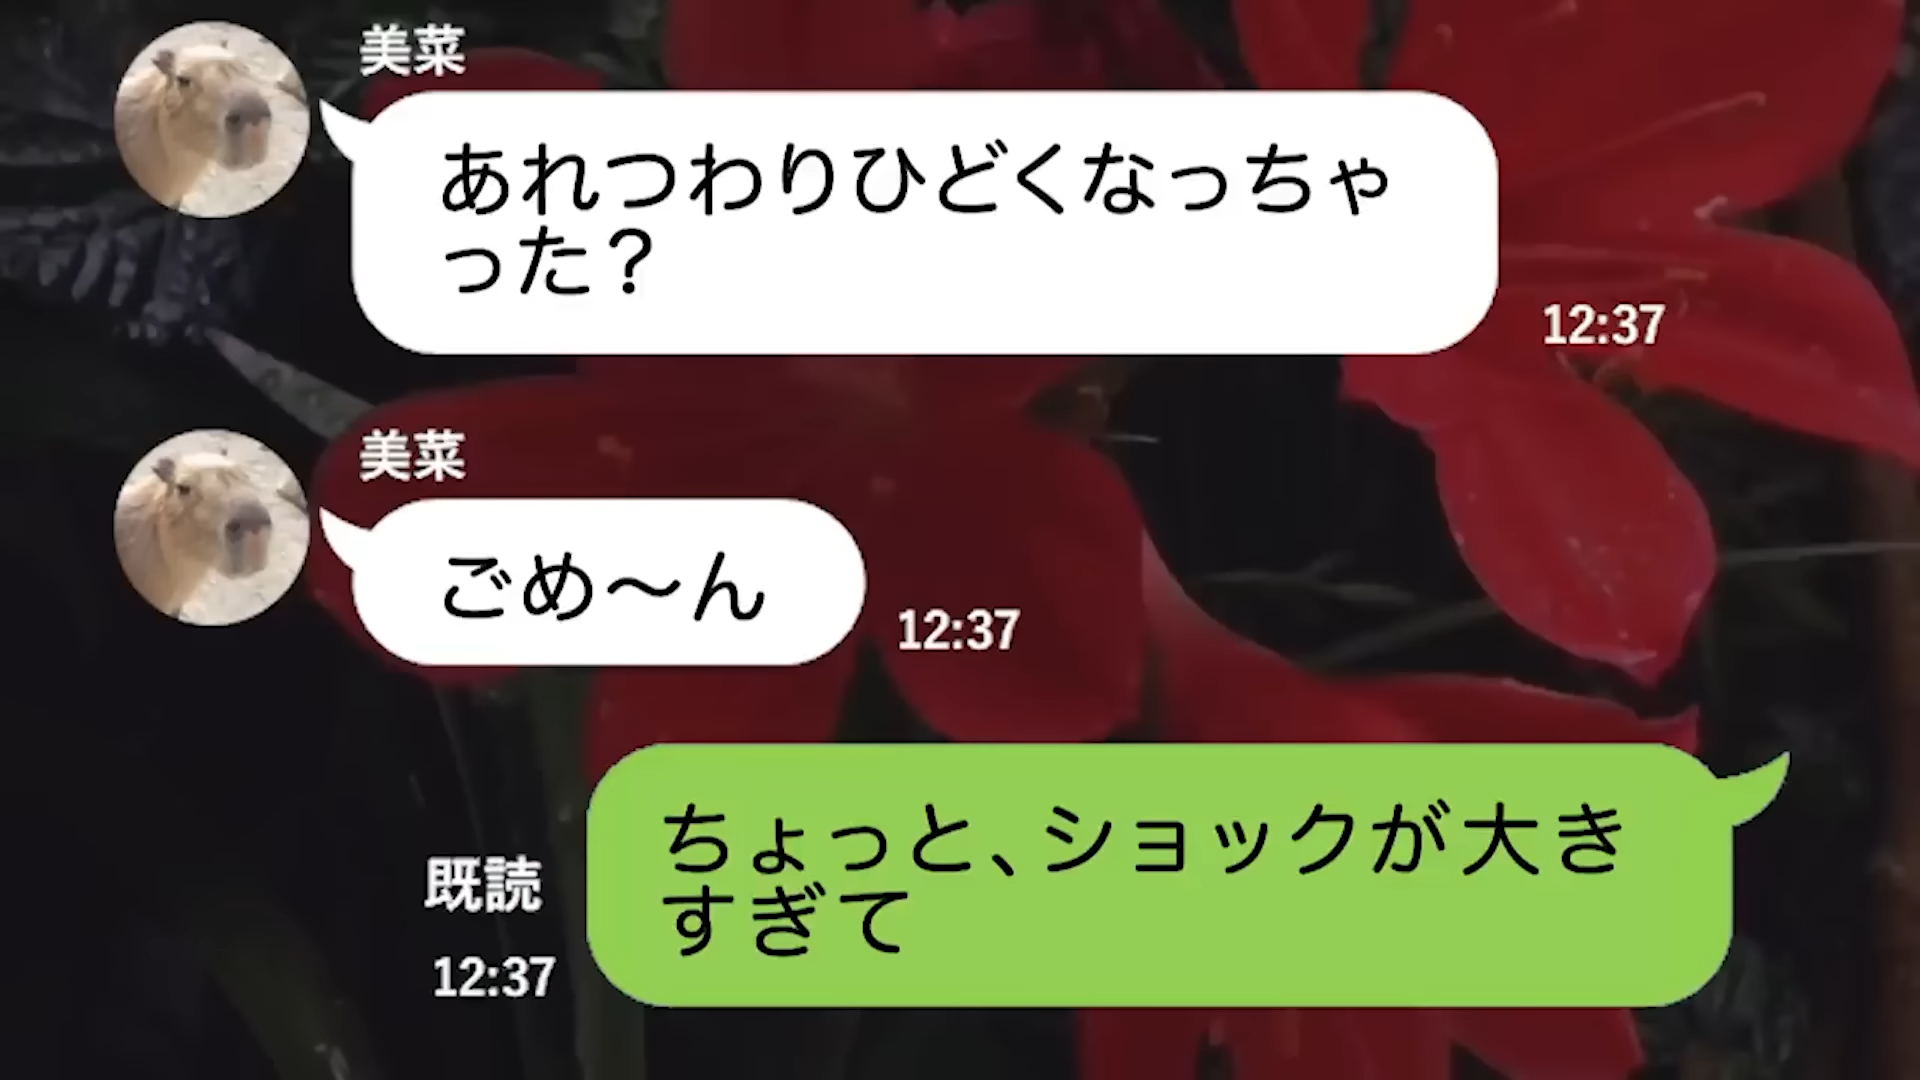 美菜
あれつわりひどくなっちゃ
った？
12:37
美菜
ごめ～ん
12:37
ちょっと、ショックが大き
すぎて
既読
12:37